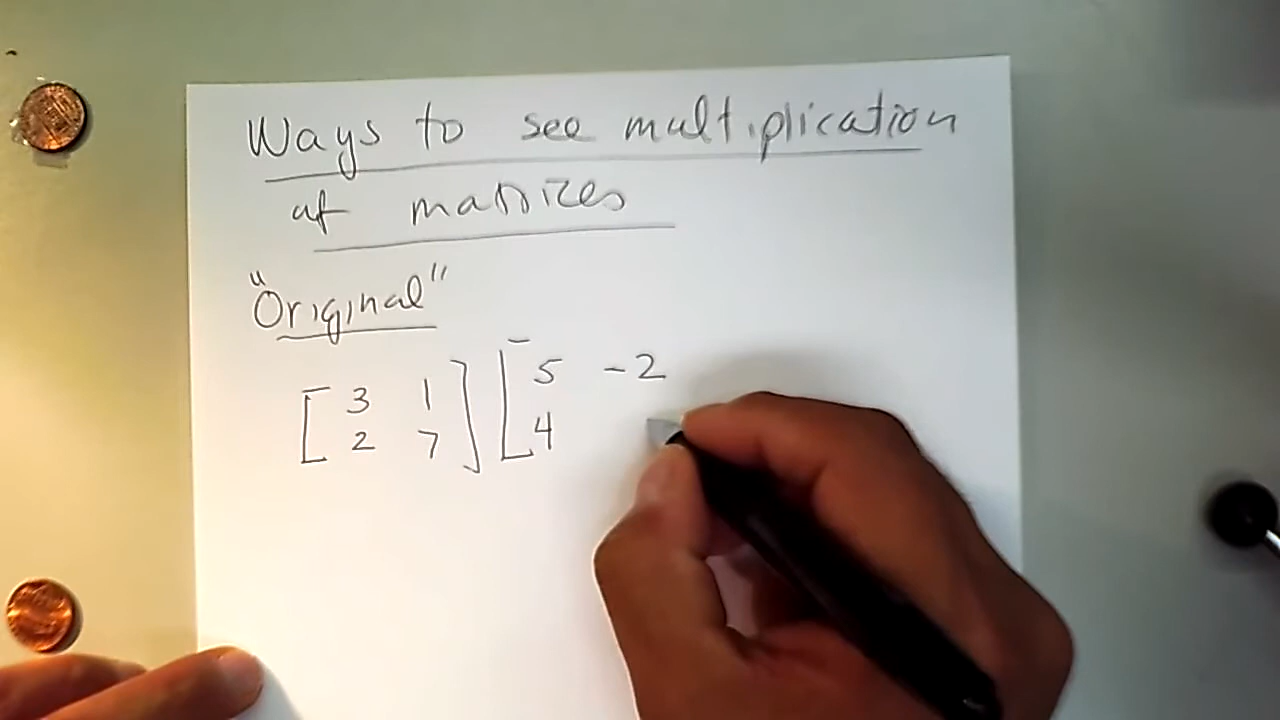 Ways to see multiplication
of matrizes
"Original"
[ 3 1 ] [ 5 -2
2 7 4